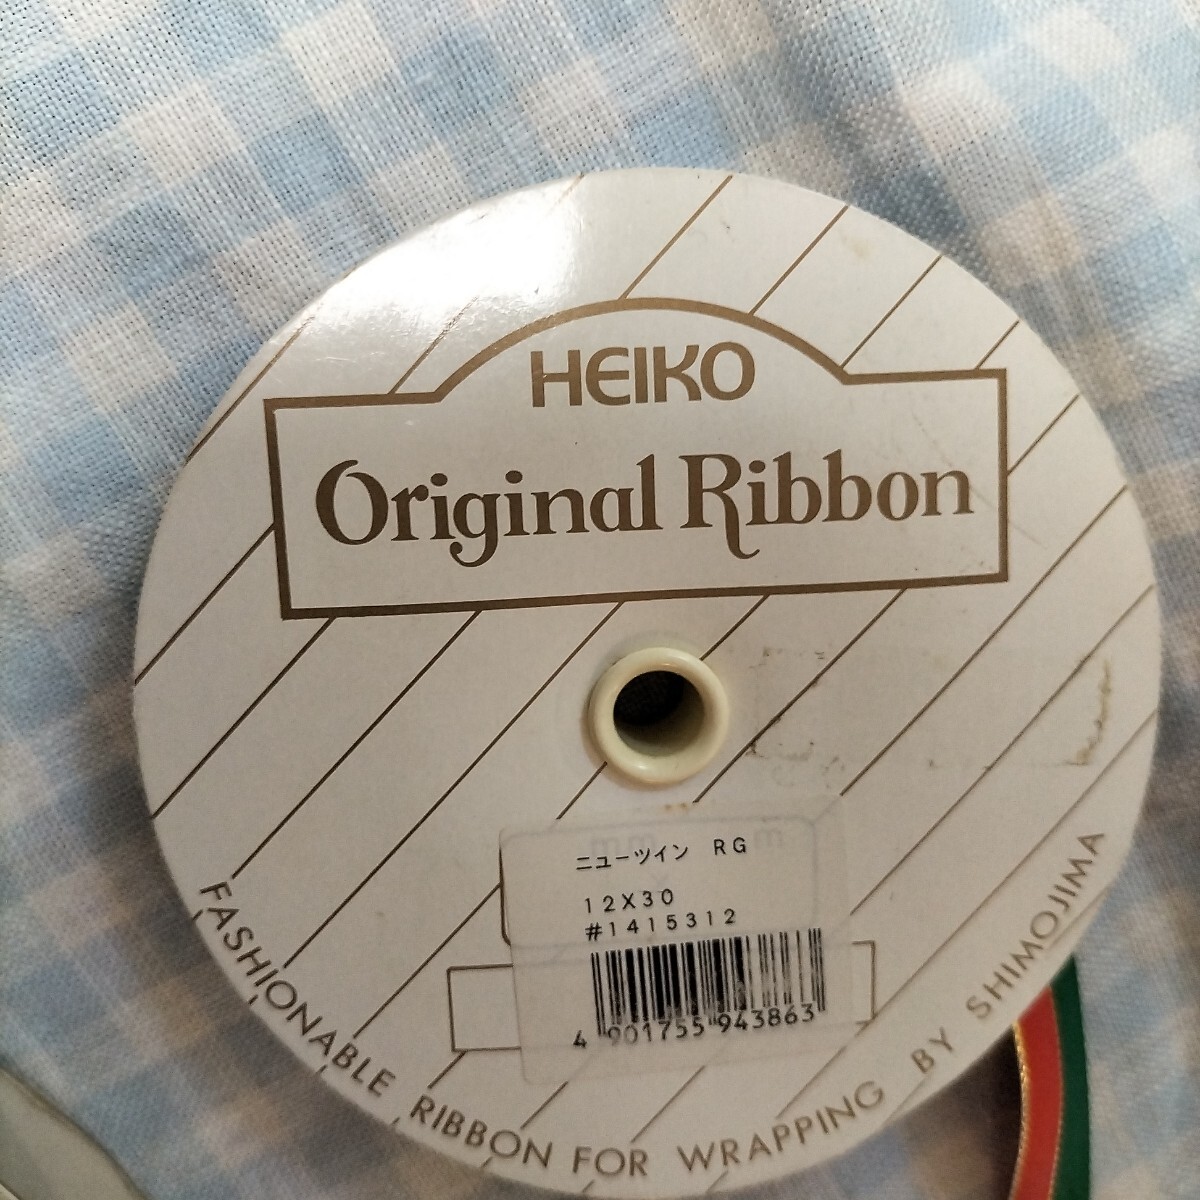 HEIKO
Original Ribbon
ニューツイン RG
12X30
#1415312
4 901755 943863
FASHIONABLE RIBBON FOR WRAPPING BY SHIMOJIMA